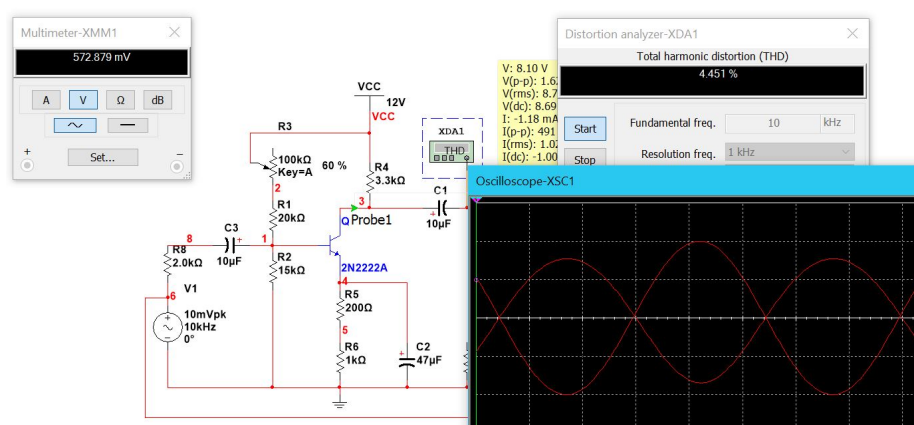 Multimeter-XMM1
572.879 mV
A V Ω dB
+ Set... −
Distortion analyzer-XDA1
Total harmonic distortion (THD)
4.451 %
Start Fundamental freq. 10 kHz
Stop Resolution freq. 1 kHz
V: 8.10 V
V(p-p): 1.6
V(rms): 8.7
V(dc): 8.69
I: -1.18 mA
I(p-p): 491
I(rms): 1.02
I(dc): -1.00
Oscilloscope-XSC1
VCC
12V
VCC
XDA1
THD
R3
100kΩ
Key=A
60 %
2
R4
3.3kΩ
R1
20kΩ
3
C1
10µF
+
Q Probe1
8
C3
+
10µF
1
R8
2.0kΩ
R2
15kΩ
2N2222A
4
V1
6
10mVpk
10kHz
0°
R5
200Ω
5
R6
1kΩ
+
C2
47µF